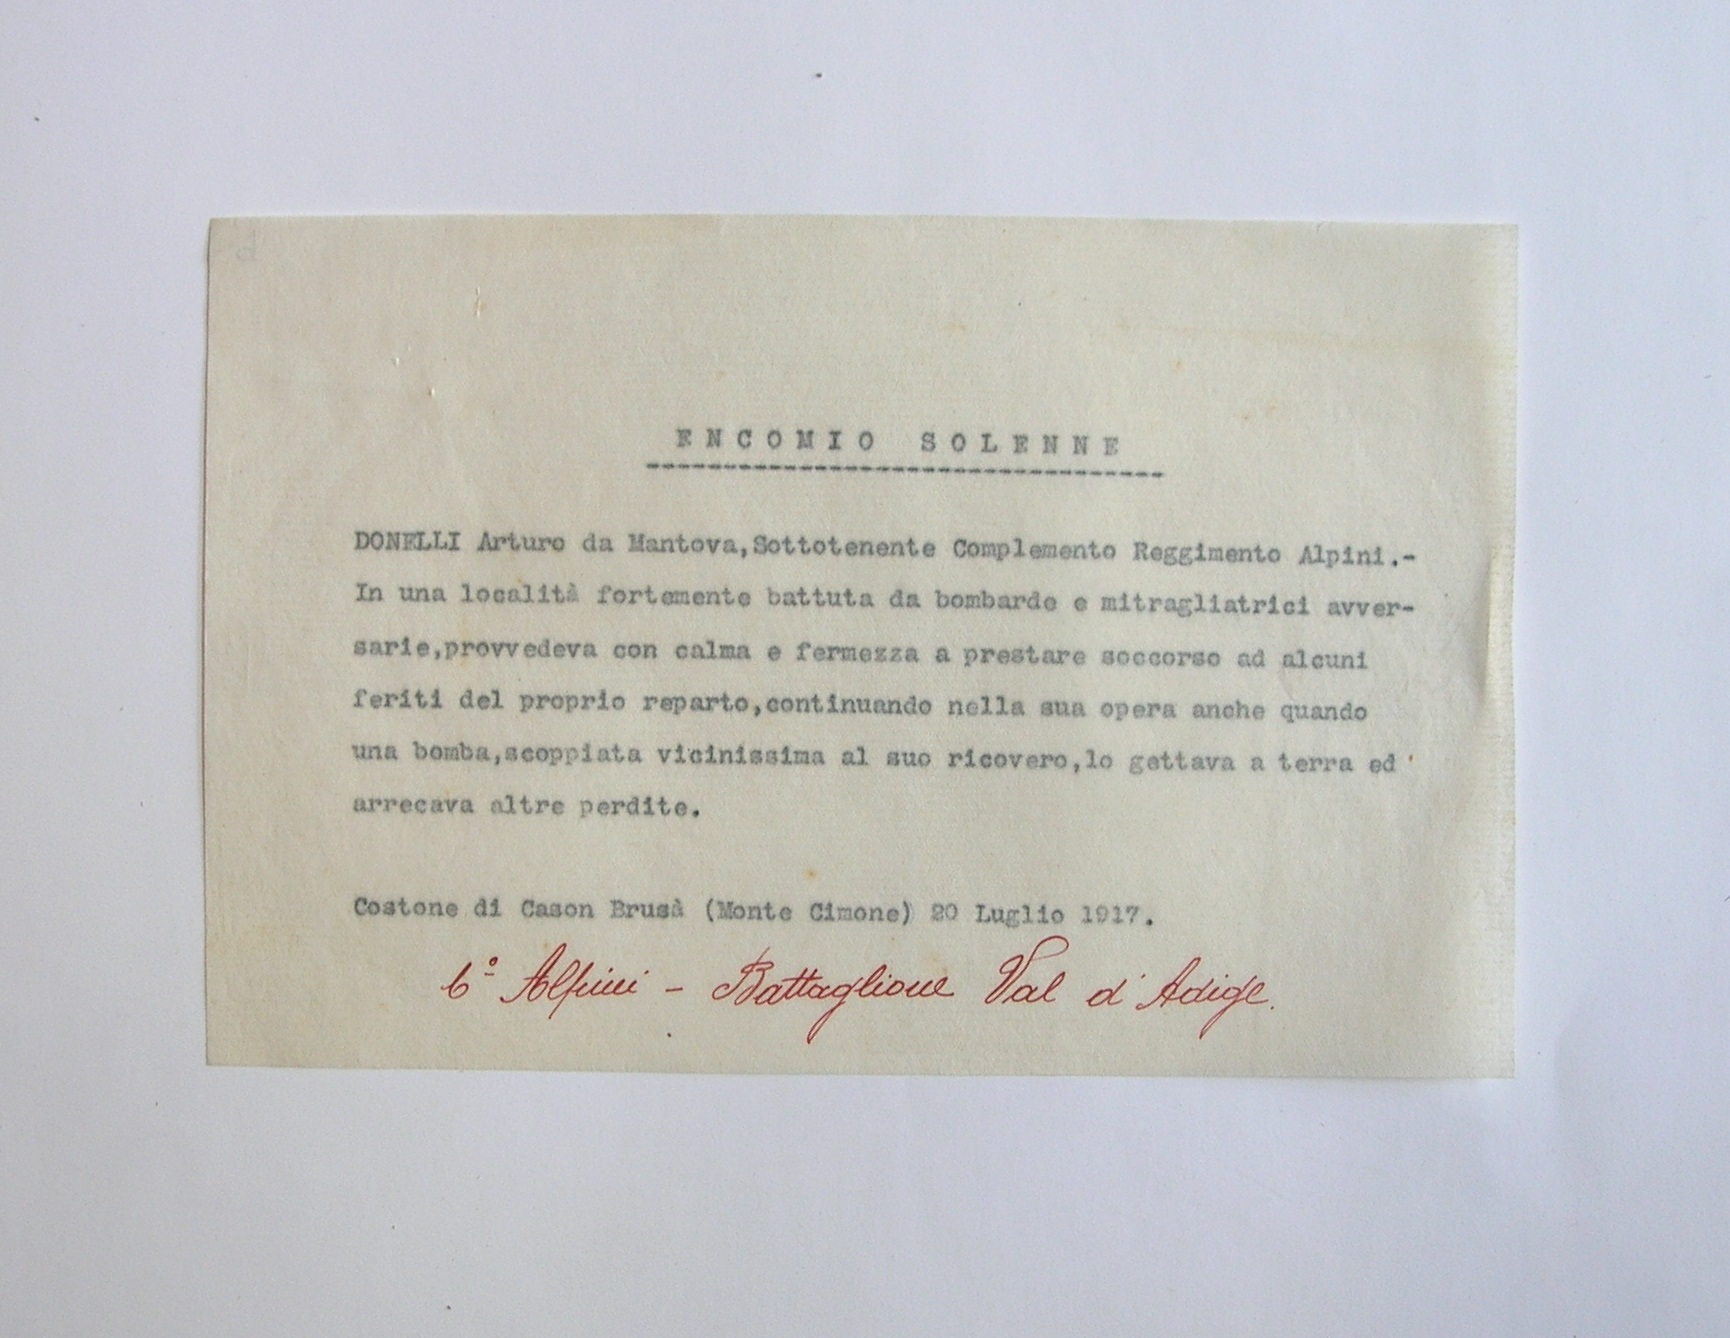 d
ENCOMIO SOLENNE
DONELLI Arturo da Mantova,Sottotenente Complemento Reggimento Alpini.-
In una località fortemente battuta da bombarde e mitragliatrici avver-
sarie,provvedeva con calma e fermezza a prestare soccorso ad alcuni
feriti del proprio reparto,continuando nella sua opera anche quando
una bomba,scoppiata vicinissima al suo ricovero,lo gettava a terra ed
arrecava altre perdite.
Costone di Cason Brusà (Monte Cimone) 20 Luglio 1917.
6º Alpini - Battaglione Val d'Adige.